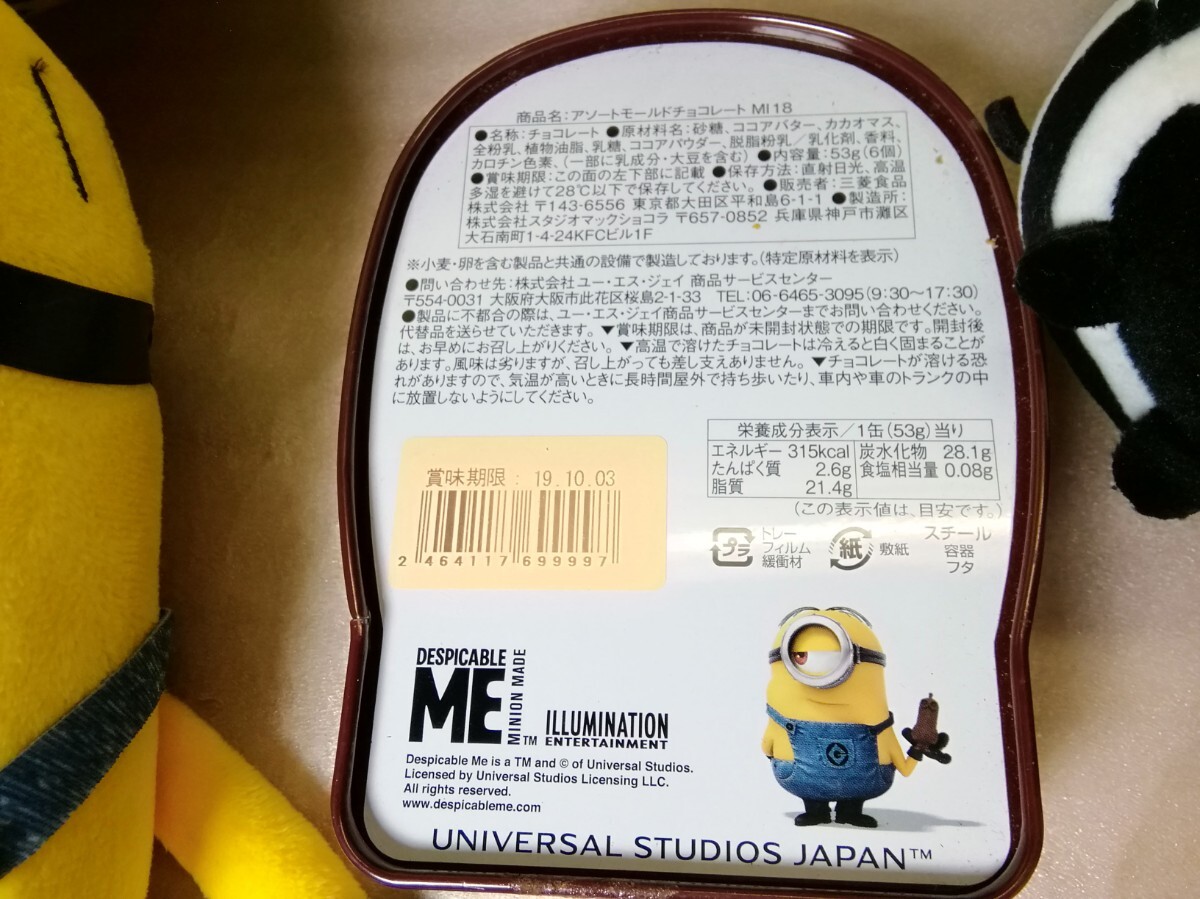 商品名:アソートモールドチョコレート MI18
●名称:チョコレート ●原材料名:砂糖、ココアバター、カカオマス、
全粉乳、植物油脂、乳糖、ココアパウダー、脱脂粉乳/乳化剤、香料、
カロチン色素、(一部に乳成分・大豆を含む) ●内容量:53g(6個)
●賞味期限:この面の左下部に記載 ●保存方法:直射日光、高温
多湿を避けて28℃以下で保存してください。 ●販売者:三菱食品
株式会社 〒143-6556 東京都大田区平和島6-1-1 ●製造所:
株式会社スタジオマックショコラ 〒657-0852 兵庫県神戸市灘区
大石南町1-4-24KFCビル1F
※小麦・卵を含む製品と共通の設備で製造しております。(特定原材料を表示)
●問い合わせ先:株式会社 ユー・エス・ジェイ 商品サービスセンター
〒554-0031 大阪府大阪市此花区桜島2-1-33 TEL:06-6465-3095(9:30~17:30)
●製品に不都合の際は、ユー・エス・ジェイ商品サービスセンターまでお問い合わせください。
代替品を送らせていただきます。 ▼賞味期限は、商品が未開封状態での期限です。開封後
は、お早めにお召し上がりください。 ▼高温で溶けたチョコレートは冷えると白く固まることが
あります。風味は劣りますが、召し上がっても差し支えありません。 ▼チョコレートが溶ける恐
れがありますので、気温が高いときに長時間屋外で持ち歩いたり、車内や車のトランクの中
に放置しないようにしてください。
栄養成分表示/1缶(53g)当り
エネルギー 315kcal 炭水化物 28.1g
たんぱく質 2.6g 食塩相当量 0.08g
脂質 21.4g
(この表示値は、目安です。)
賞味期限 : 19.10.03
2 464117 699997
プラ トレー フィルム 緩衝材
紙 敷紙
スチール 容器 フタ
DESPICABLE
ME
MINION MADE
TM
ILLUMINATION
ENTERTAINMENT
Despicable Me is a TM and © of Universal Studios.
Licensed by Universal Studios Licensing LLC.
All rights reserved.
www.despicableme.com
UNIVERSAL STUDIOS JAPAN™